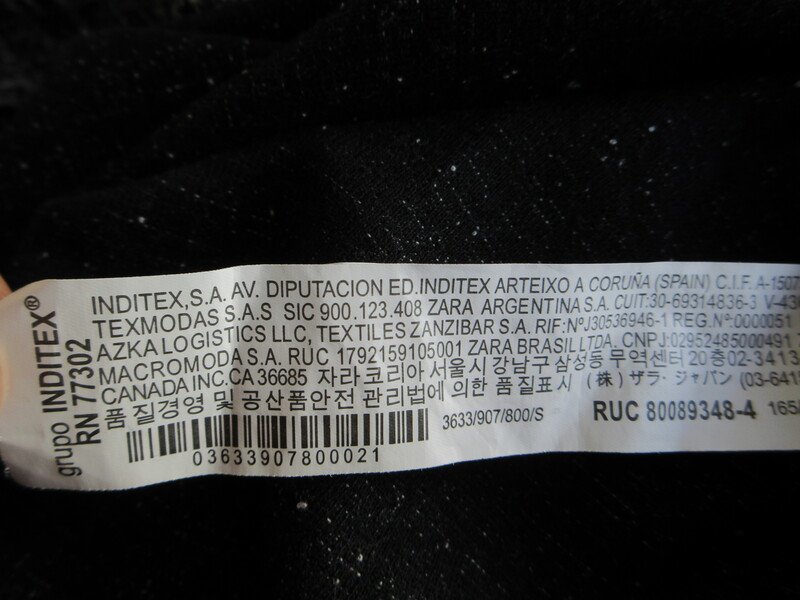 grupo INDITEX®
RN 77302
INDITEX,S.A. AV. DIPUTACION ED.INDITEX ARTEIXO A CORUÑA (SPAIN) C.I.F. A-1507
TEXMODAS S.A.S SIC 900.123.408 ZARA ARGENTINA S.A. CUIT:30-69314836-3 V-43
AZKA LOGISTICS LLC, TEXTILES ZANZIBAR S.A. RIF:NºJ30536946-1 REG.Nº:0000051
MACROMODA S.A. RUC 1792159105001 ZARA BRASIL LTDA. CNPJ:02952485000491
CANADA INC. CA 36685 자라코리아 서울시 강남구 삼성동 무역센터 20층 02-3413
품질경영 및 공산품안전 관리법에 의한 품질표시 (株) ザラ・ジャパン (03-6415
3633/907/800/S RUC 80089348-4 165/
03633907800021